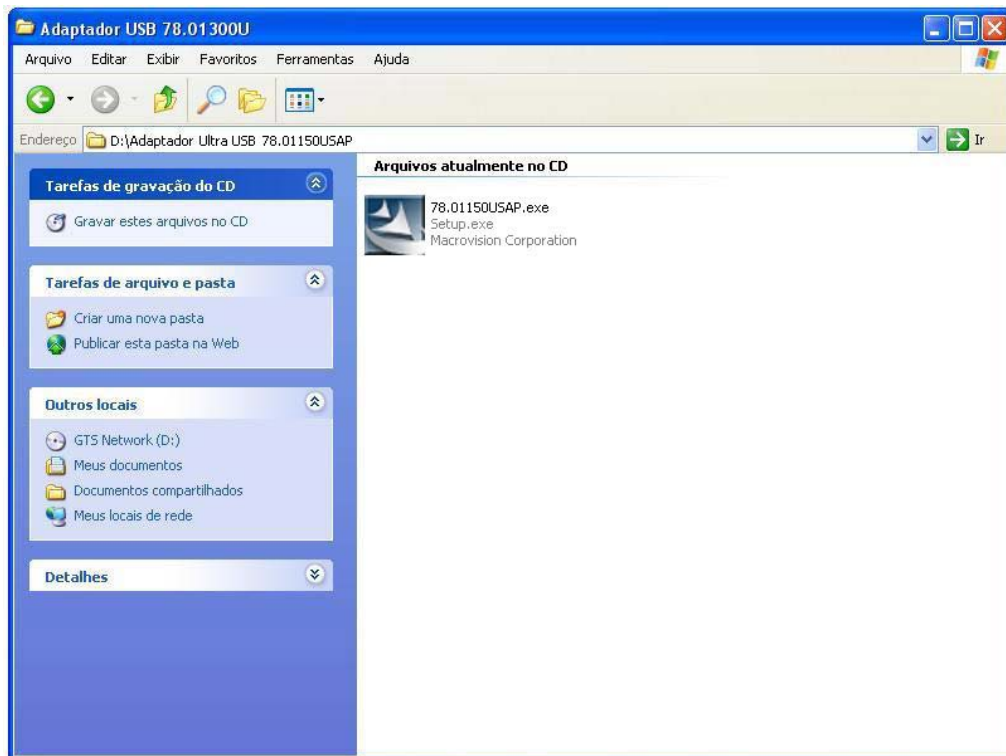 Adaptador USB 78.01300U
Arquivo Editar Exibir Favoritos Ferramentas Ajuda
Endereço D:\Adaptador Ultra USB 78.01150USAP Ir
Tarefas de gravação do CD
Gravar estes arquivos no CD
Tarefas de arquivo e pasta
Criar uma nova pasta
Publicar esta pasta na Web
Outros locais
GTS Network (D:)
Meus documentos
Documentos compartilhados
Meus locais de rede
Detalhes
Arquivos atualmente no CD
78.01150USAP.exe
Setup.exe
Macrovision Corporation